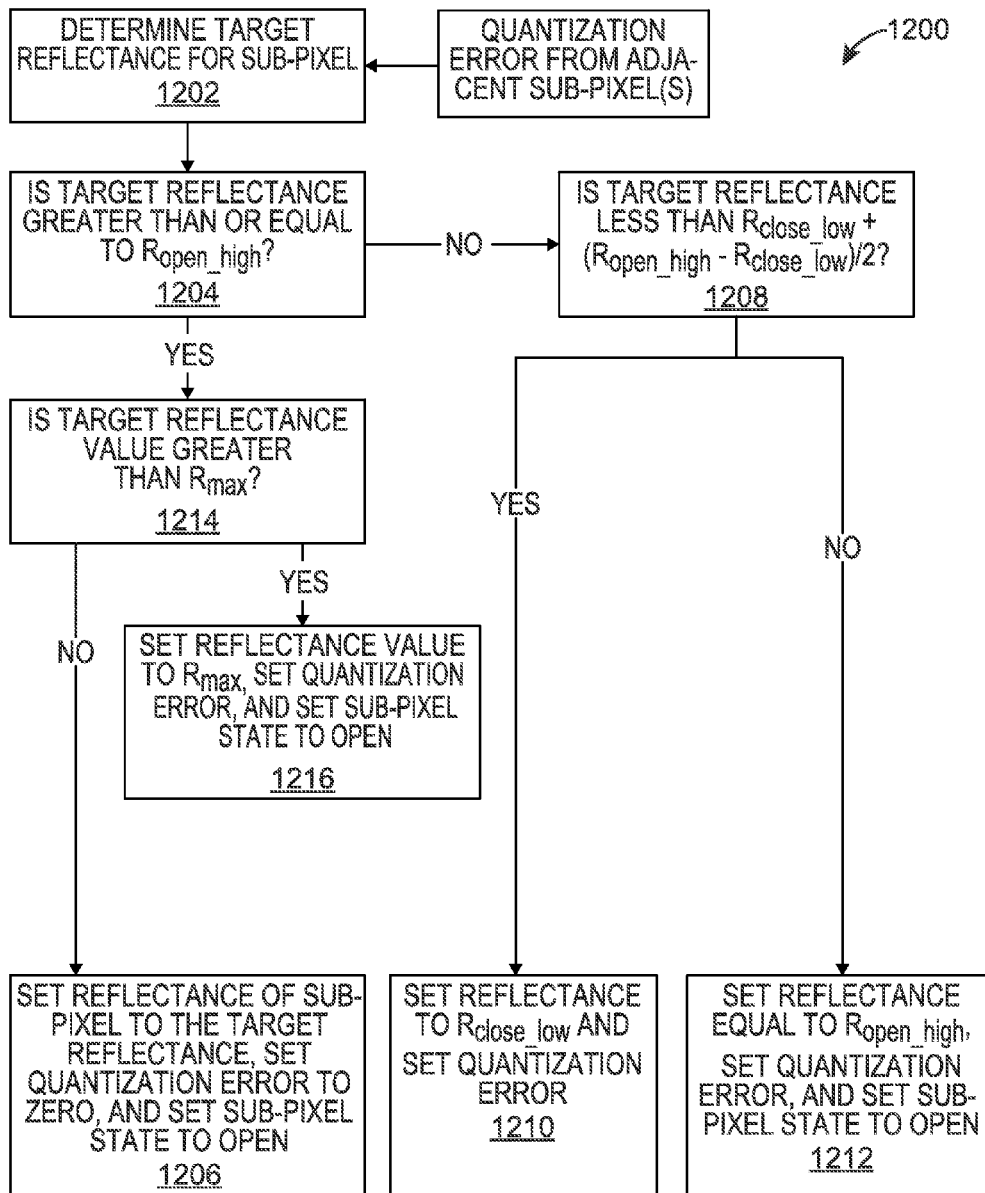 DETERMINE TARGET
REFLECTANCE FOR SUB-PIXEL
1202
QUANTIZATION
ERROR FROM ADJA-
CENT SUB-PIXEL(S)
1200
IS TARGET REFLECTANCE
GREATER THAN OR EQUAL
TO Ropen_high?
1204
NO
IS TARGET REFLECTANCE
LESS THAN Rclose_low +
(Ropen_high - Rclose_low)/2?
1208
YES
IS TARGET REFLECTANCE
VALUE GREATER
THAN Rmax?
1214
YES
NO
NO
YES
SET REFLECTANCE VALUE
TO Rmax, SET QUANTIZATION
ERROR, AND SET SUB-PIXEL
STATE TO OPEN
1216
SET REFLECTANCE OF SUB-
PIXEL TO THE TARGET
REFLECTANCE, SET
QUANTIZATION ERROR TO
ZERO, AND SET SUB-PIXEL
STATE TO OPEN
1206
SET REFLECTANCE
TO Rclose_low AND
SET QUANTIZATION
ERROR
1210
SET REFLECTANCE
EQUAL TO Ropen_high,
SET QUANTIZATION
ERROR, AND SET SUB-
PIXEL STATE TO OPEN
1212